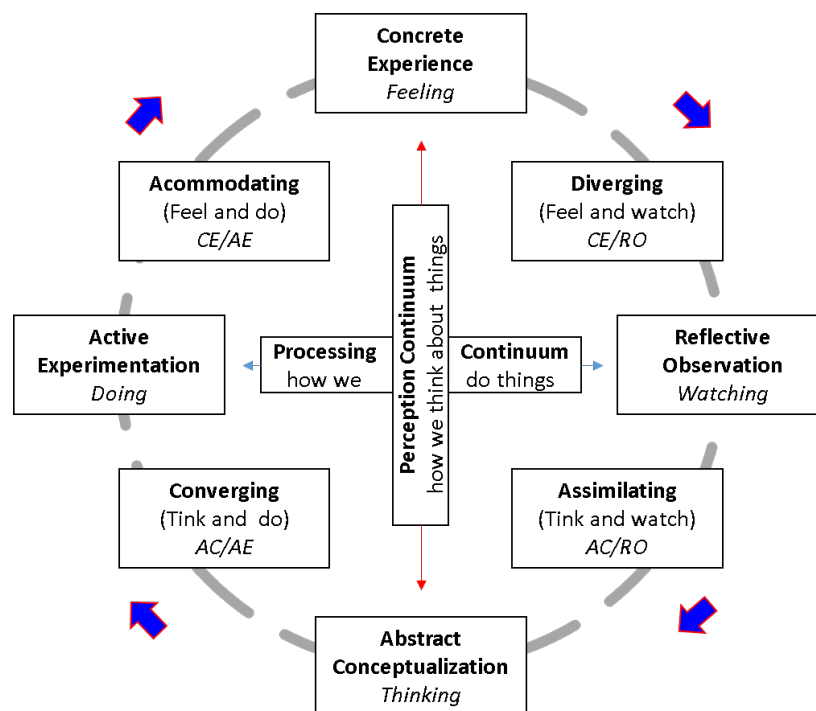 Concrete
Experience
Feeling
Acommodating
(Feel and do)
CE/AE
Diverging
(Feel and watch)
CE/RO
Perception Continuum
how we think about things
Active
Experimentation
Doing
Processing
how we
Continuum
do things
Reflective
Observation
Watching
Converging
(Tink and do)
AC/AE
Assimilating
(Tink and watch)
AC/RO
Abstract
Conceptualization
Thinking